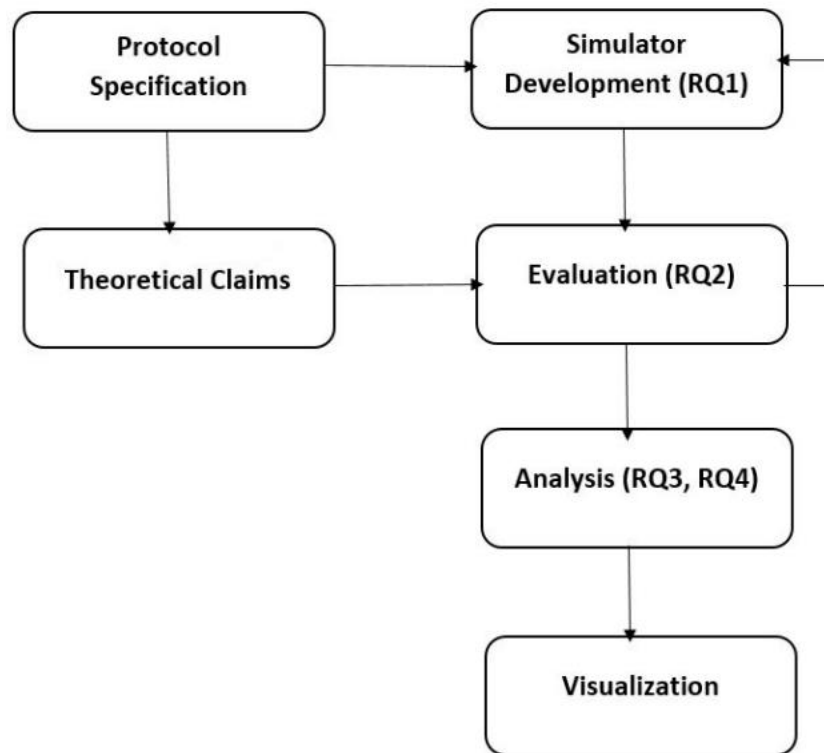 Protocol
Specification
Simulator
Development (RQ1)
Theoretical Claims
Evaluation (RQ2)
Analysis (RQ3, RQ4)
Visualization